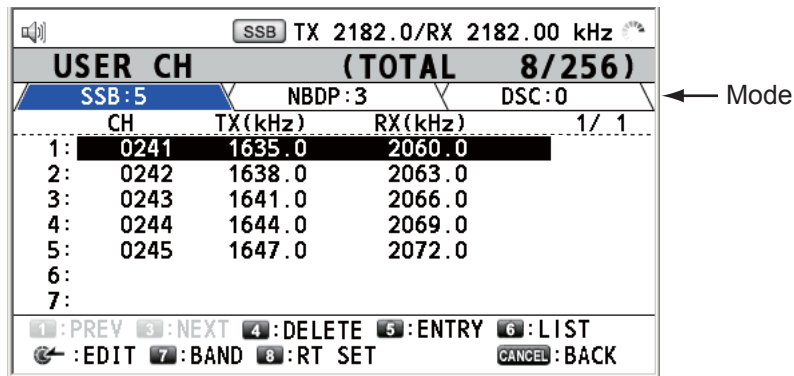 SSB TX 2182.0/RX 2182.00 kHz
USER CH (TOTAL 8/256)
SSB:5 NBDP:3 DSC:0
Mode
CH TX(kHz) RX(kHz) 1/ 1
1: 0241 1635.0 2060.0
2: 0242 1638.0 2063.0
3: 0243 1641.0 2066.0
4: 0244 1644.0 2069.0
5: 0245 1647.0 2072.0
6:
7:
1:PREV 3:NEXT 4:DELETE 5:ENTRY 6:LIST
:EDIT 7:BAND 8:RT SET CANCEL:BACK